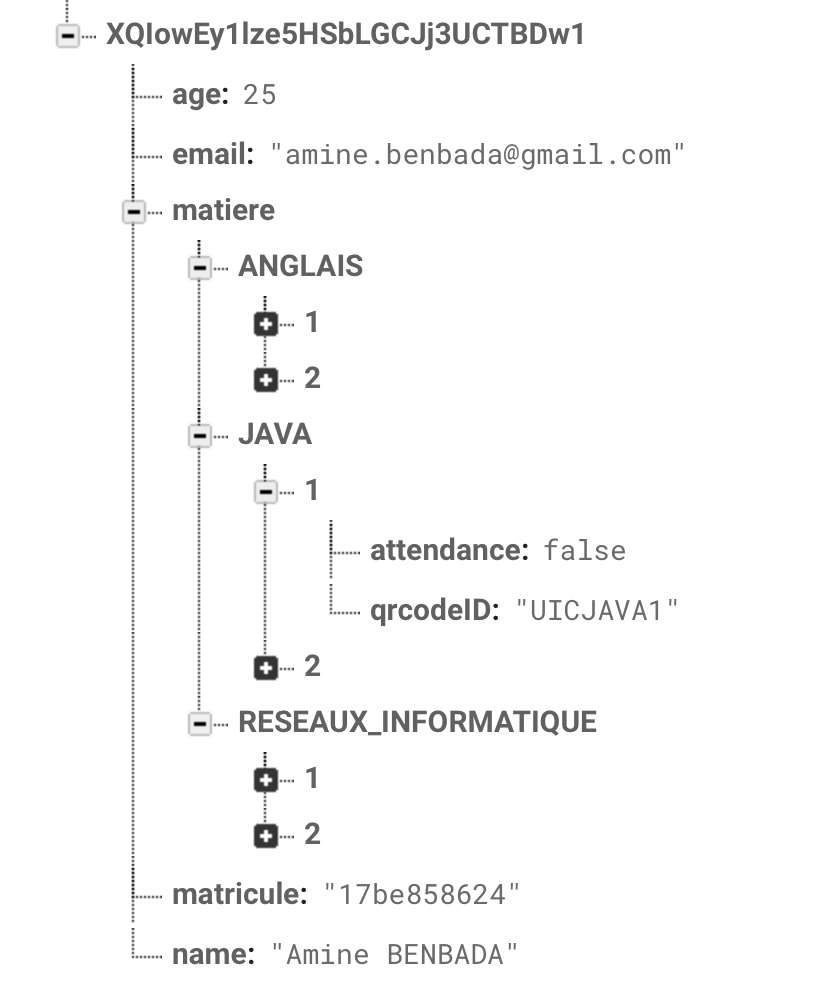 XQIowEy1lze5HSbLGCJj3UCTBDw1
age: 25
email: "amine.benbada@gmail.com"
matiere
ANGLAIS
1
2
JAVA
1
attendance: false
qrcodeID: "UICJAVA1"
2
RESEAUX_INFORMATIQUE
1
2
matricule: "17be858624"
name: "Amine BENBADA"